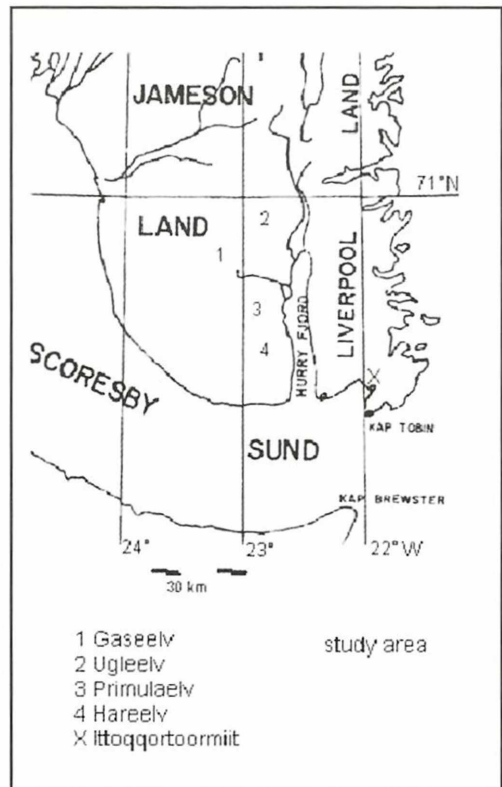 JAMESON
LAND
71°N
2
LAND
1
3
4
HURRY FJORD
LIVERPOOL
X
SCORESBY
KAP TOBIN
SUND
KAP BREWSTER
24°
23°
22°W
30 km
1 Gaseelv
study area
2 Ugleelv
3 Primulaelv
4 Hareelv
X Ittoqqortoormiit